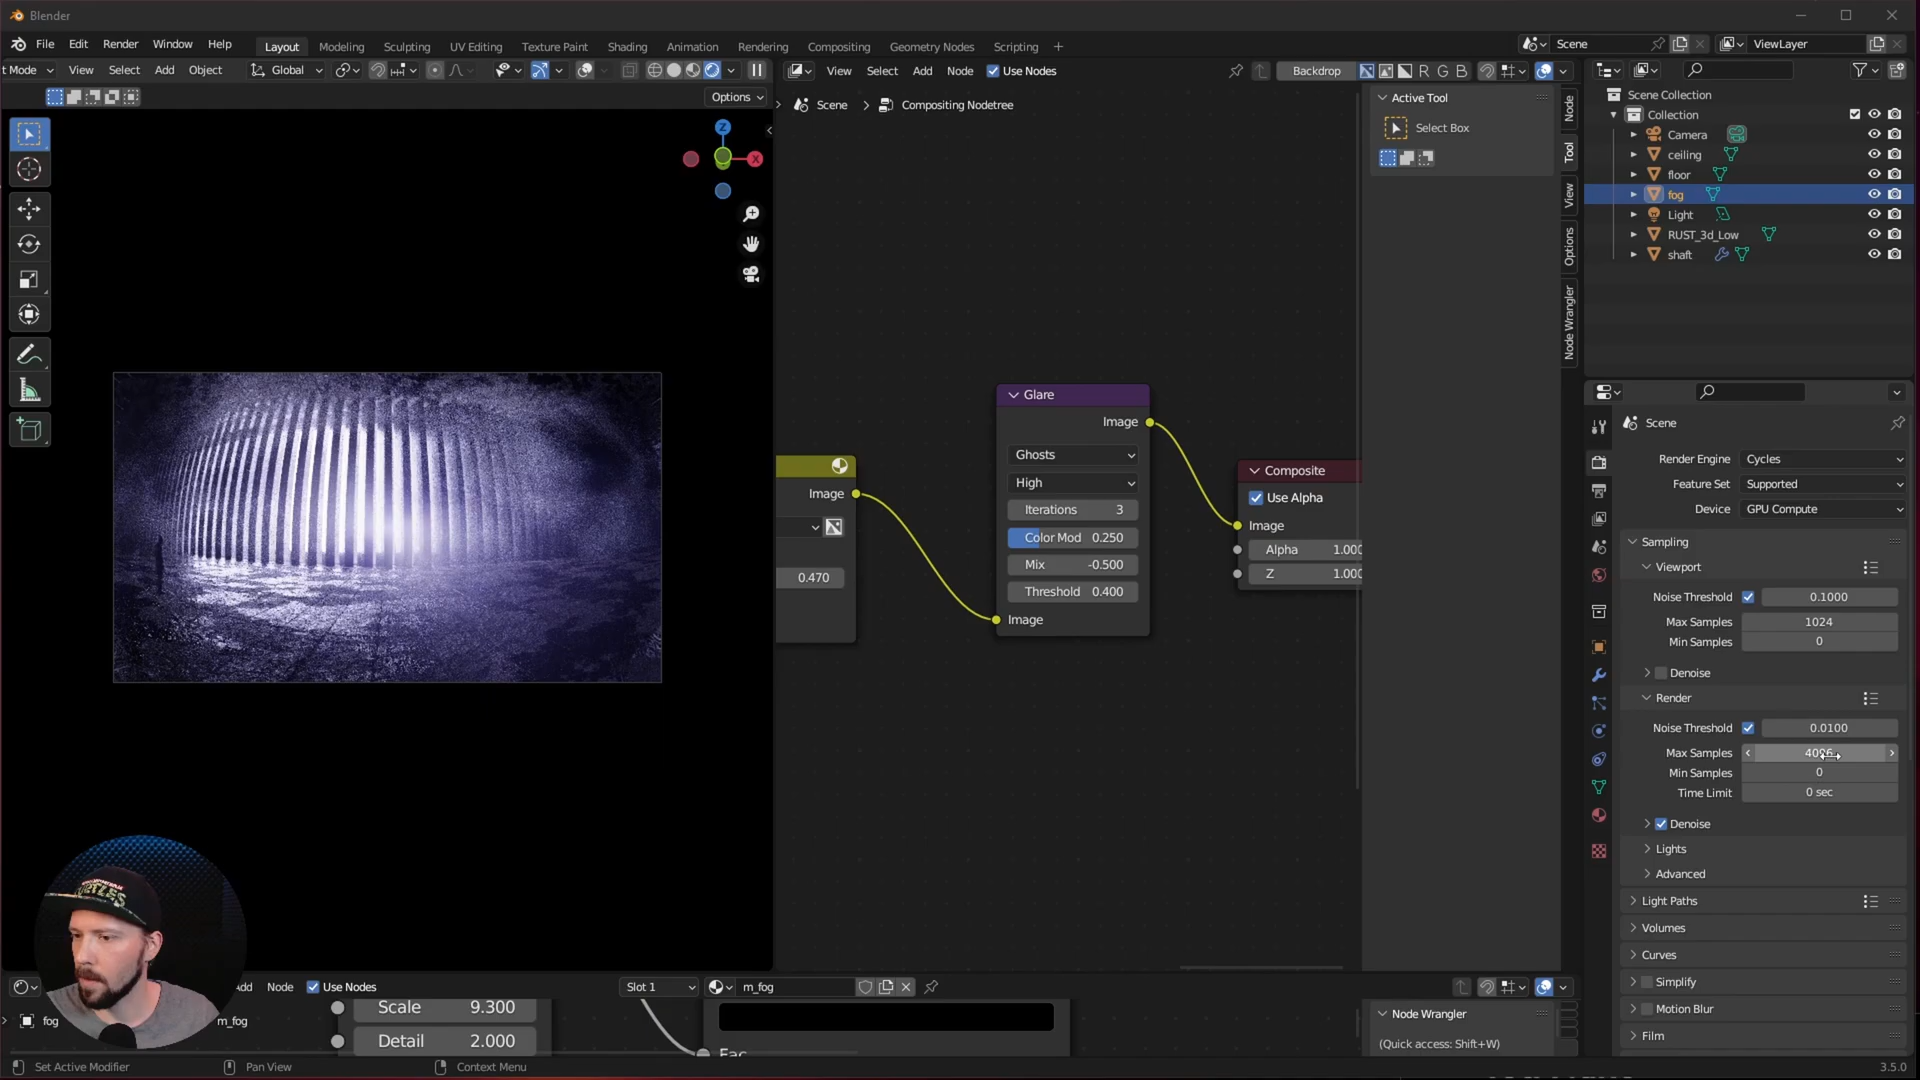 Blender
File Edit Render Window Help
Layout Modeling Sculpting UV Editing Texture Paint Shading Animation Rendering Compositing Geometry Nodes Scripting +
Scene
ViewLayer
t Mode View Select Add Object Global
View Select Add Node Use Nodes
Backdrop
R G B
Options
Scene > Compositing Nodetree
Z
X
Active Tool
Select Box
Node
Tool
View
Options
Node Wrangler
Scene Collection
Collection
Camera
ceiling
floor
fog
Light
RUST_3d_Low
shaft
Glare
Image
Ghosts
High
Iterations 3
Color Mod 0.250
Mix -0.500
Threshold 0.400
Image
Image
0.470
Composite
Use Alpha
Image
Alpha 1.000
Z 1.000
Scene
Render Engine Cycles
Feature Set Supported
Device GPU Compute
Sampling
Viewport
Noise Threshold 0.1000
Max Samples 1024
Min Samples 0
Denoise
Render
Noise Threshold 0.0100
Max Samples 4096
Min Samples 0
Time Limit 0 sec
Denoise
Lights
Advanced
Light Paths
Volumes
Curves
Simplify
Motion Blur
Film
TURTLES
dd Node Use Nodes
Slot 1
m_fog
fog
m_fog
Scale 9.300
Detail 2.000
Fac
Node Wrangler
(Quick access: Shift+W)
Set Active Modifier
Pan View
Context Menu
3.5.0